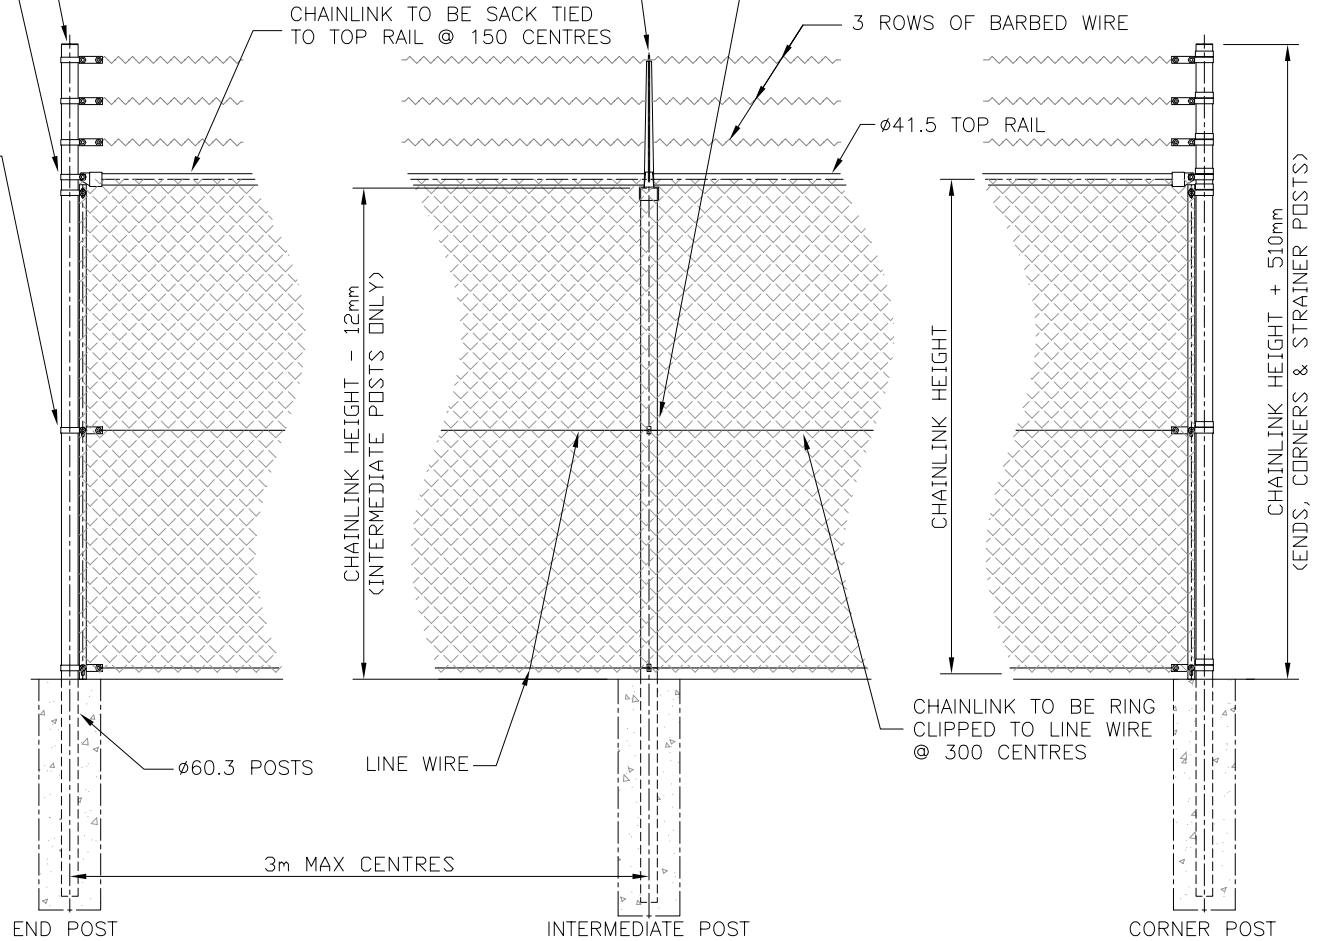 CHAINLINK TO BE SACK TIED
TO TOP RAIL @ 150 CENTRES
3 ROWS OF BARBED WIRE
ø41.5 TOP RAIL
CHAINLINK HEIGHT - 12mm
(INTERMEDIATE POSTS ONLY)
CHAINLINK HEIGHT
CHAINLINK HEIGHT + 510mm
(ENDS, CORNERS & STRAINER POSTS)
CHAINLINK TO BE RING
CLIPPED TO LINE WIRE
@ 300 CENTRES
ø60.3 POSTS
LINE WIRE
3m MAX CENTRES
END POST
INTERMEDIATE POST
CORNER POST